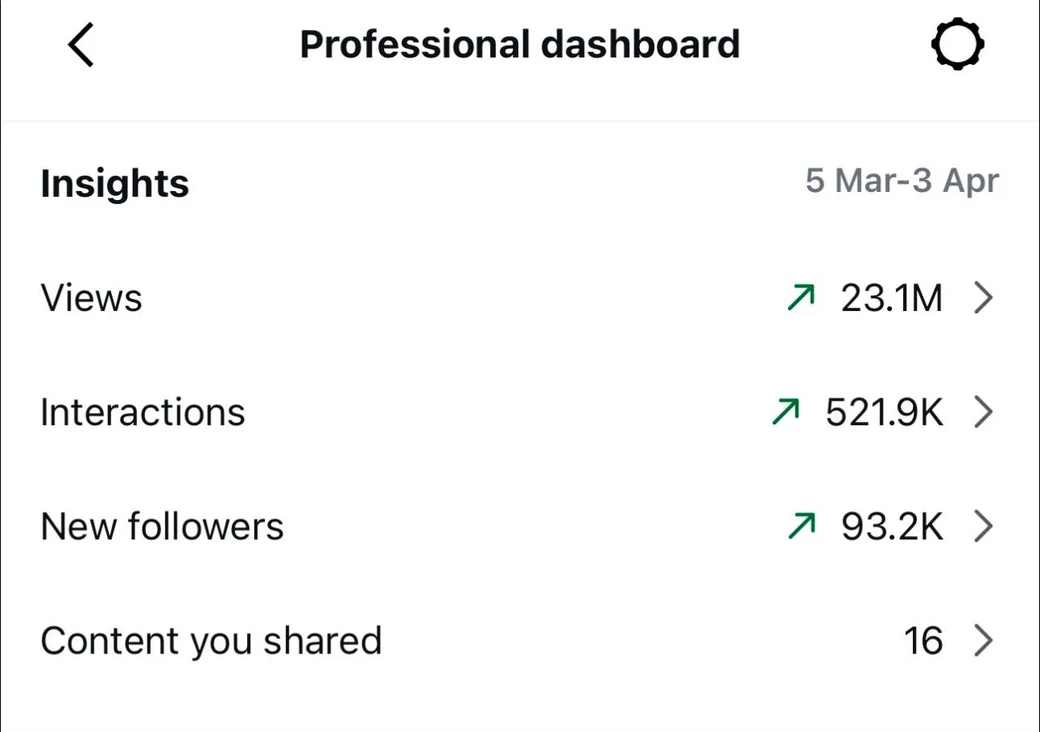 Professional dashboard
Insights 5 Mar-3 Apr
Views 23.1M
Interactions 521.9K
New followers 93.2K
Content you shared 16